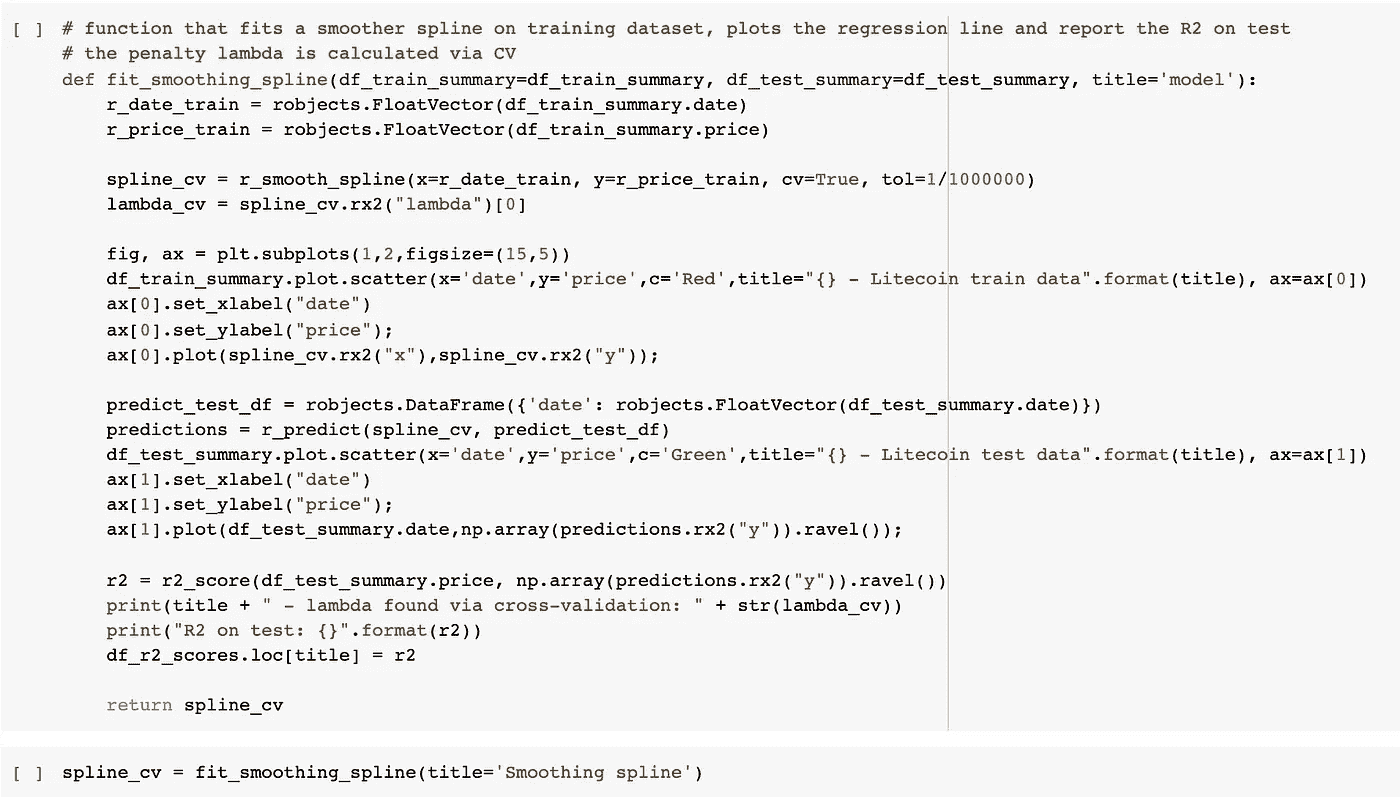 [ ] # function that fits a smoother spline on training dataset, plots the regression line and report the R2 on test
# the penalty lambda is calculated via CV
def fit_smoothing_spline(df_train_summary=df_train_summary, df_test_summary=df_test_summary, title='model'):
    r_date_train = robjects.FloatVector(df_train_summary.date)
    r_price_train = robjects.FloatVector(df_train_summary.price)

    spline_cv = r_smooth_spline(x=r_date_train, y=r_price_train, cv=True, tol=1/1000000)
    lambda_cv = spline_cv.rx2("lambda")[0]

    fig, ax = plt.subplots(1,2,figsize=(15,5))
    df_train_summary.plot.scatter(x='date',y='price',c='Red',title="{} - Litecoin train data".format(title), ax=ax[0])
    ax[0].set_xlabel("date")
    ax[0].set_ylabel("price");
    ax[0].plot(spline_cv.rx2("x"),spline_cv.rx2("y"));

    predict_test_df = robjects.DataFrame({'date': robjects.FloatVector(df_test_summary.date)})
    predictions = r_predict(spline_cv, predict_test_df)
    df_test_summary.plot.scatter(x='date',y='price',c='Green',title="{} - Litecoin test data".format(title), ax=ax[1])
    ax[1].set_xlabel("date")
    ax[1].set_ylabel("price");
    ax[1].plot(df_test_summary.date,np.array(predictions.rx2("y")).ravel());

    r2 = r2_score(df_test_summary.price, np.array(predictions.rx2("y")).ravel())
    print(title + " - lambda found via cross-validation: " + str(lambda_cv))
    print("R2 on test: {}".format(r2))
    df_r2_scores.loc[title] = r2

    return spline_cv

[ ] spline_cv = fit_smoothing_spline(title='Smoothing spline')